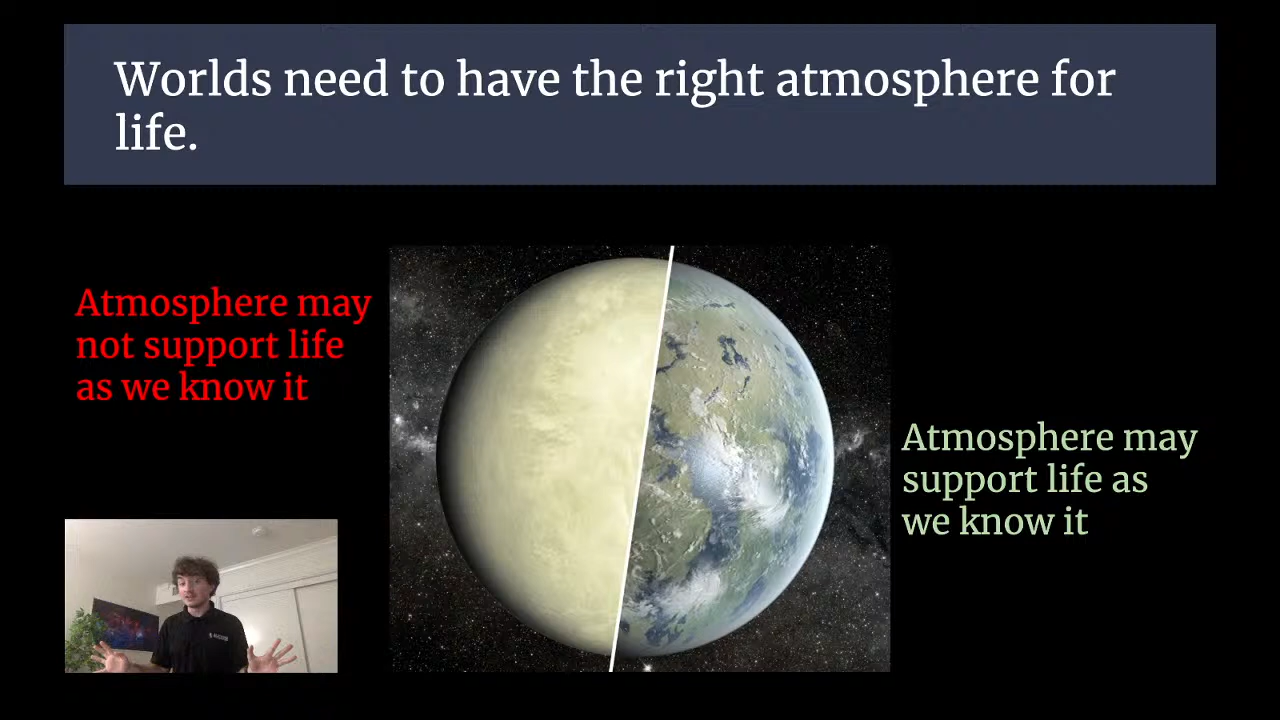 Worlds need to have the right atmosphere for
life.
Atmosphere may
not support life
as we know it
Atmosphere may
support life as
we know it